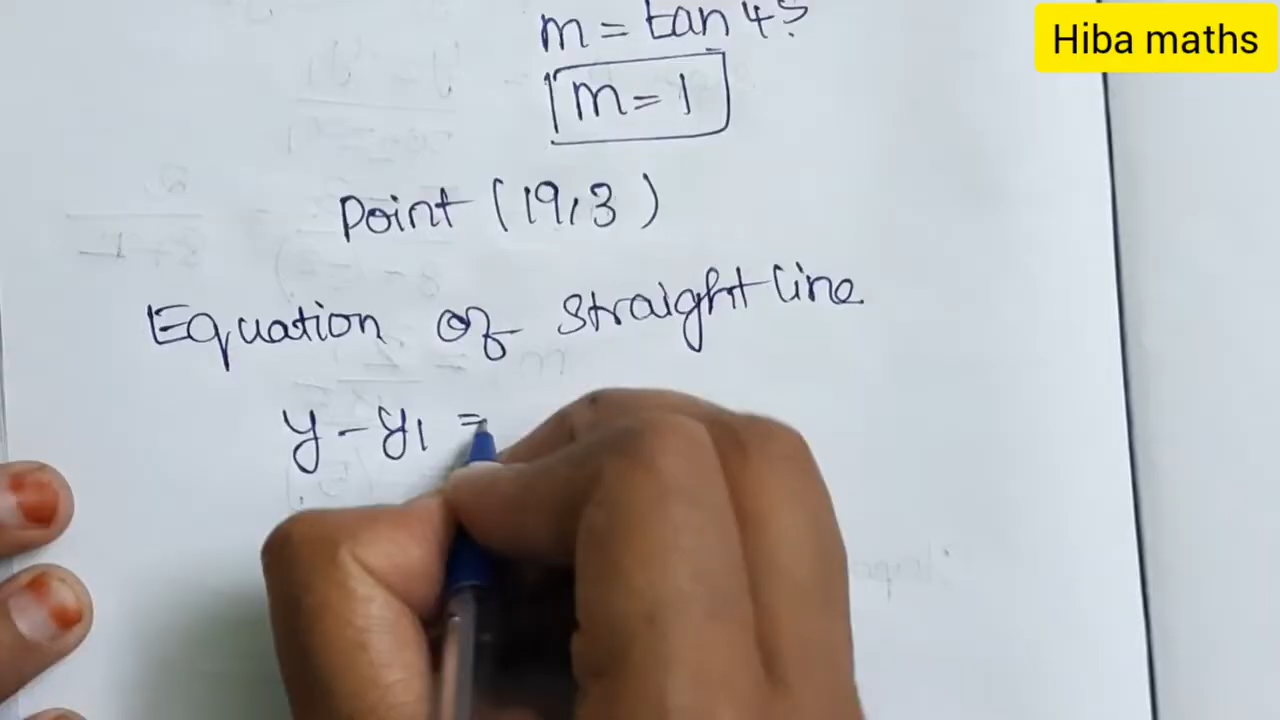 Hiba maths
m = tan 45
m = 1
Point (19,3)
Equation of straight line
y - y1 =